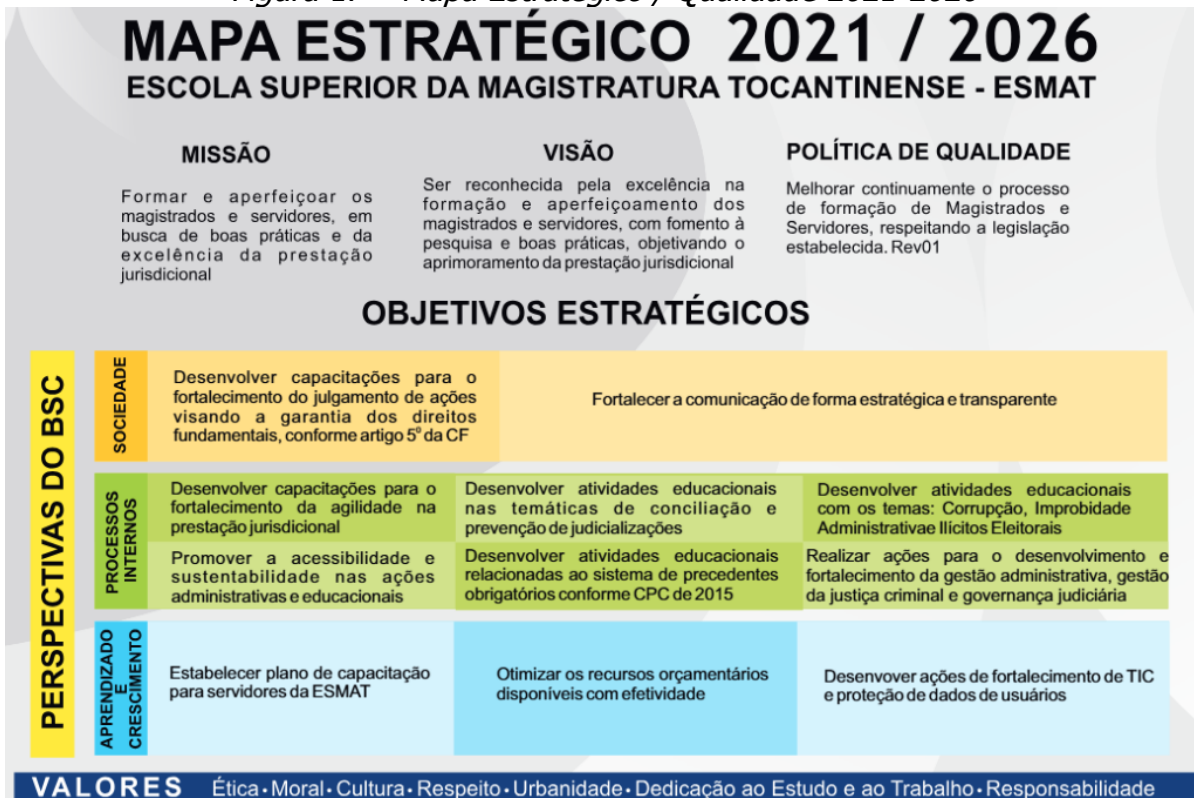 Figura 1. – Mapa Estratégico / Qualidade 2021-2026
MAPA ESTRATÉGICO 2021 / 2026
ESCOLA SUPERIOR DA MAGISTRATURA TOCANTINENSE - ESMAT
MISSÃO
Formar e aperfeiçoar os
magistrados e servidores, em
busca de boas práticas e da
excelência da prestação
jurisdicional
VISÃO
Ser reconhecida pela excelência na
formação e aperfeiçoamento dos
magistrados e servidores, com fomento à
pesquisa e boas práticas, objetivando o
aprimoramento da prestação jurisdicional
POLÍTICA DE QUALIDADE
Melhorar continuamente o processo
de formação de Magistrados e
Servidores, respeitando a legislação
estabelecida. Rev01
OBJETIVOS ESTRATÉGICOS
PERSPECTIVAS DO BSC
SOCIEDADE
Desenvolver capacitações para o
fortalecimento do julgamento de ações
visando a garantia dos direitos
fundamentais, conforme artigo 5º da CF
Fortalecer a comunicação de forma estratégica e transparente
PROCESSOS
INTERNOS
Desenvolver capacitações para o
fortalecimento da agilidade na
prestação jurisdicional
Desenvolver atividades educacionais
nas temáticas de conciliação e
prevenção de judicializações
Desenvolver atividades educacionais
com os temas: Corrupção, Improbidade
Administrativae Ilícitos Eleitorais
Promover a acessibilidade e
sustentabilidade nas ações
administrativas e educacionais
Desenvolver atividades educacionais
relacionadas ao sistema de precedentes
obrigatórios conforme CPC de 2015
Realizar ações para o desenvolvimento e
fortalecimento da gestão administrativa, gestão
da justiça criminal e governança judiciária
APRENDIZADO
E
CRESCIMENTO
Estabelecer plano de capacitação
para servidores da ESMAT
Otimizar os recursos orçamentários
disponíveis com efetividade
Desenvover ações de fortalecimento de TIC
e proteção de dados de usuários
VALORES Ética • Moral • Cultura • Respeito • Urbanidade • Dedicação ao Estudo e ao Trabalho • Responsabilidade